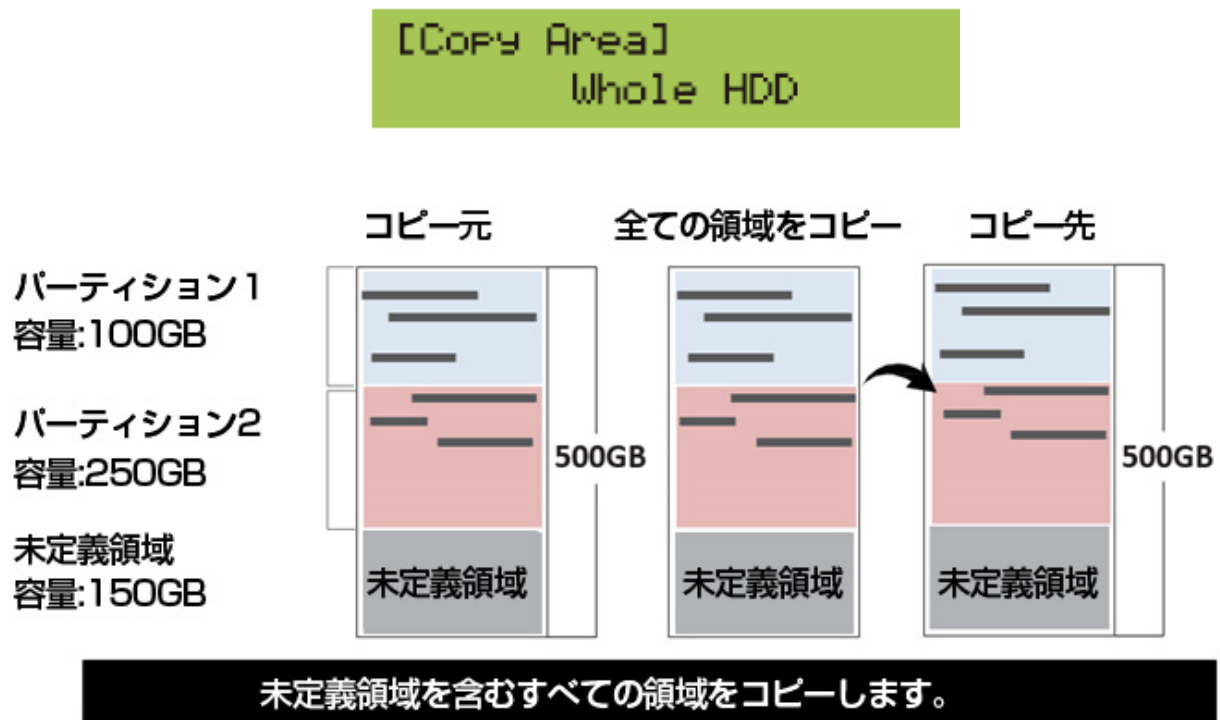 [Copy Area]
Whole HDD
コピー元
全ての領域をコピー
コピー先
パーティション1
容量:100GB
パーティション2
容量:250GB
未定義領域
容量:150GB
500GB
500GB
未定義領域
未定義領域
未定義領域
未定義領域を含むすべての領域をコピーします。